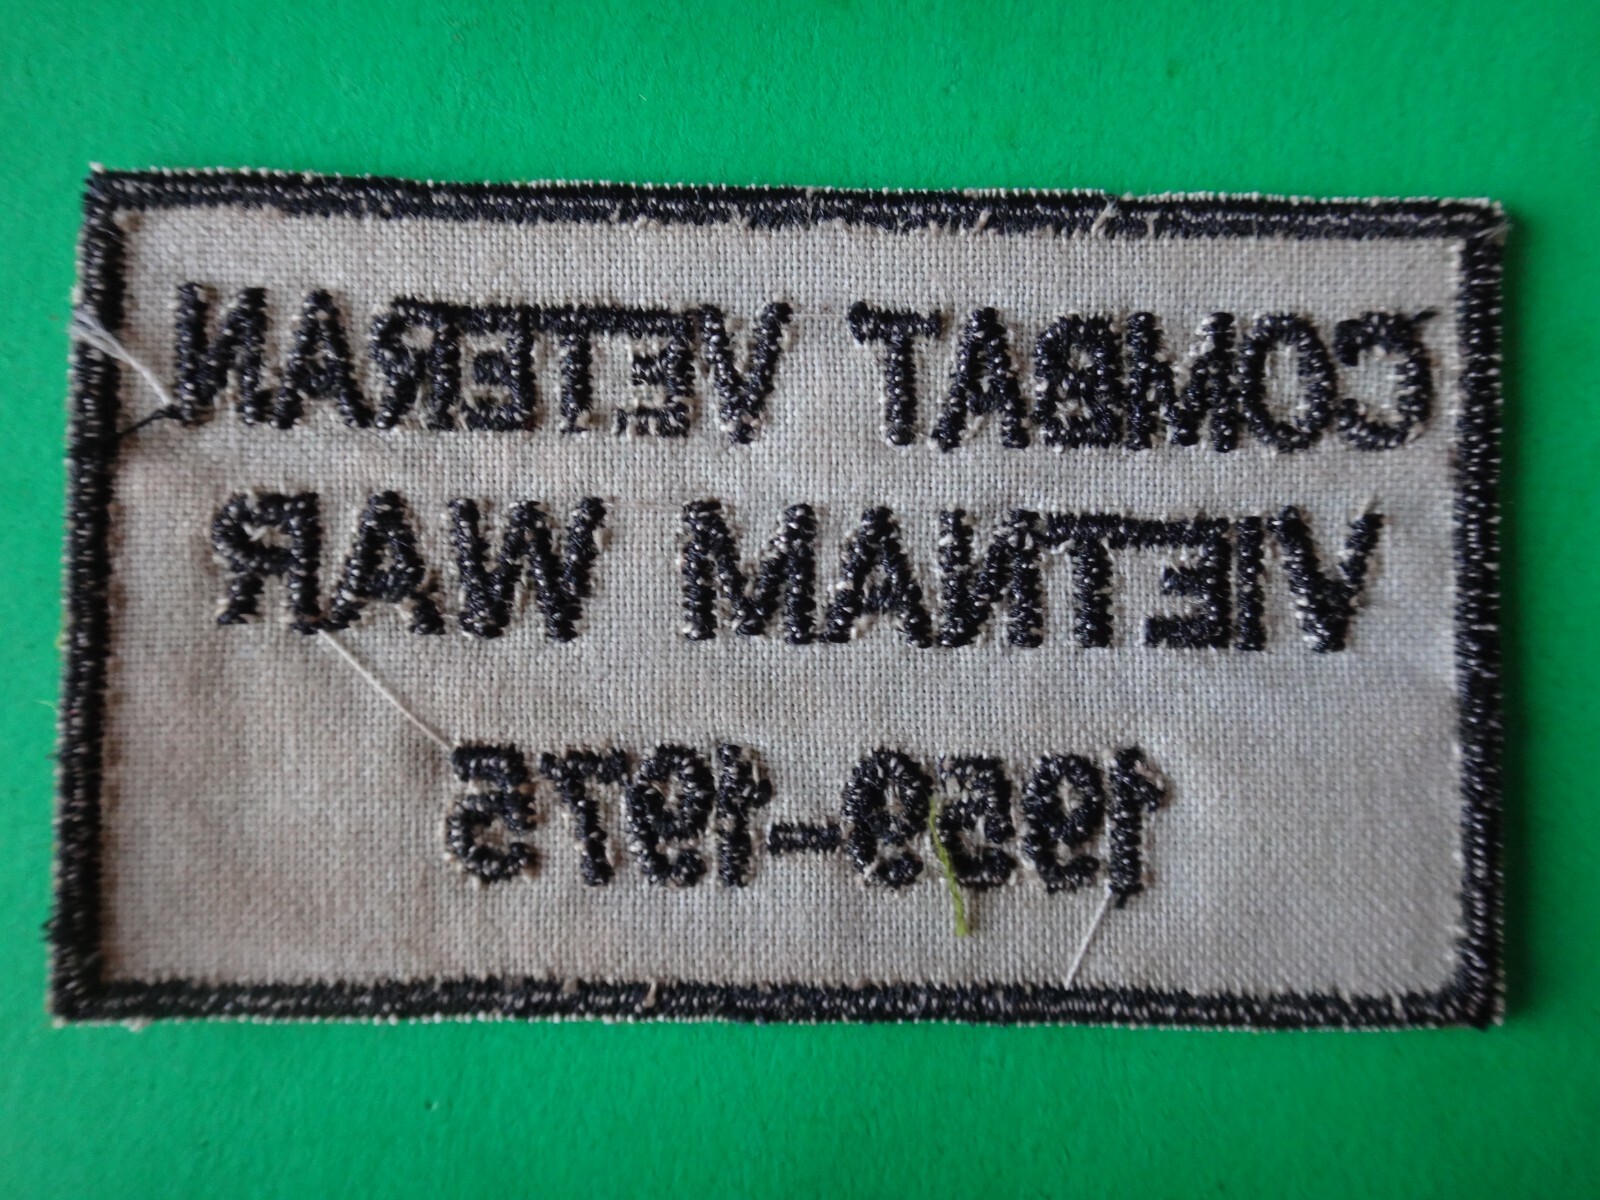 COMBAT VETERAN
VIETNAM WAR
1959-1975